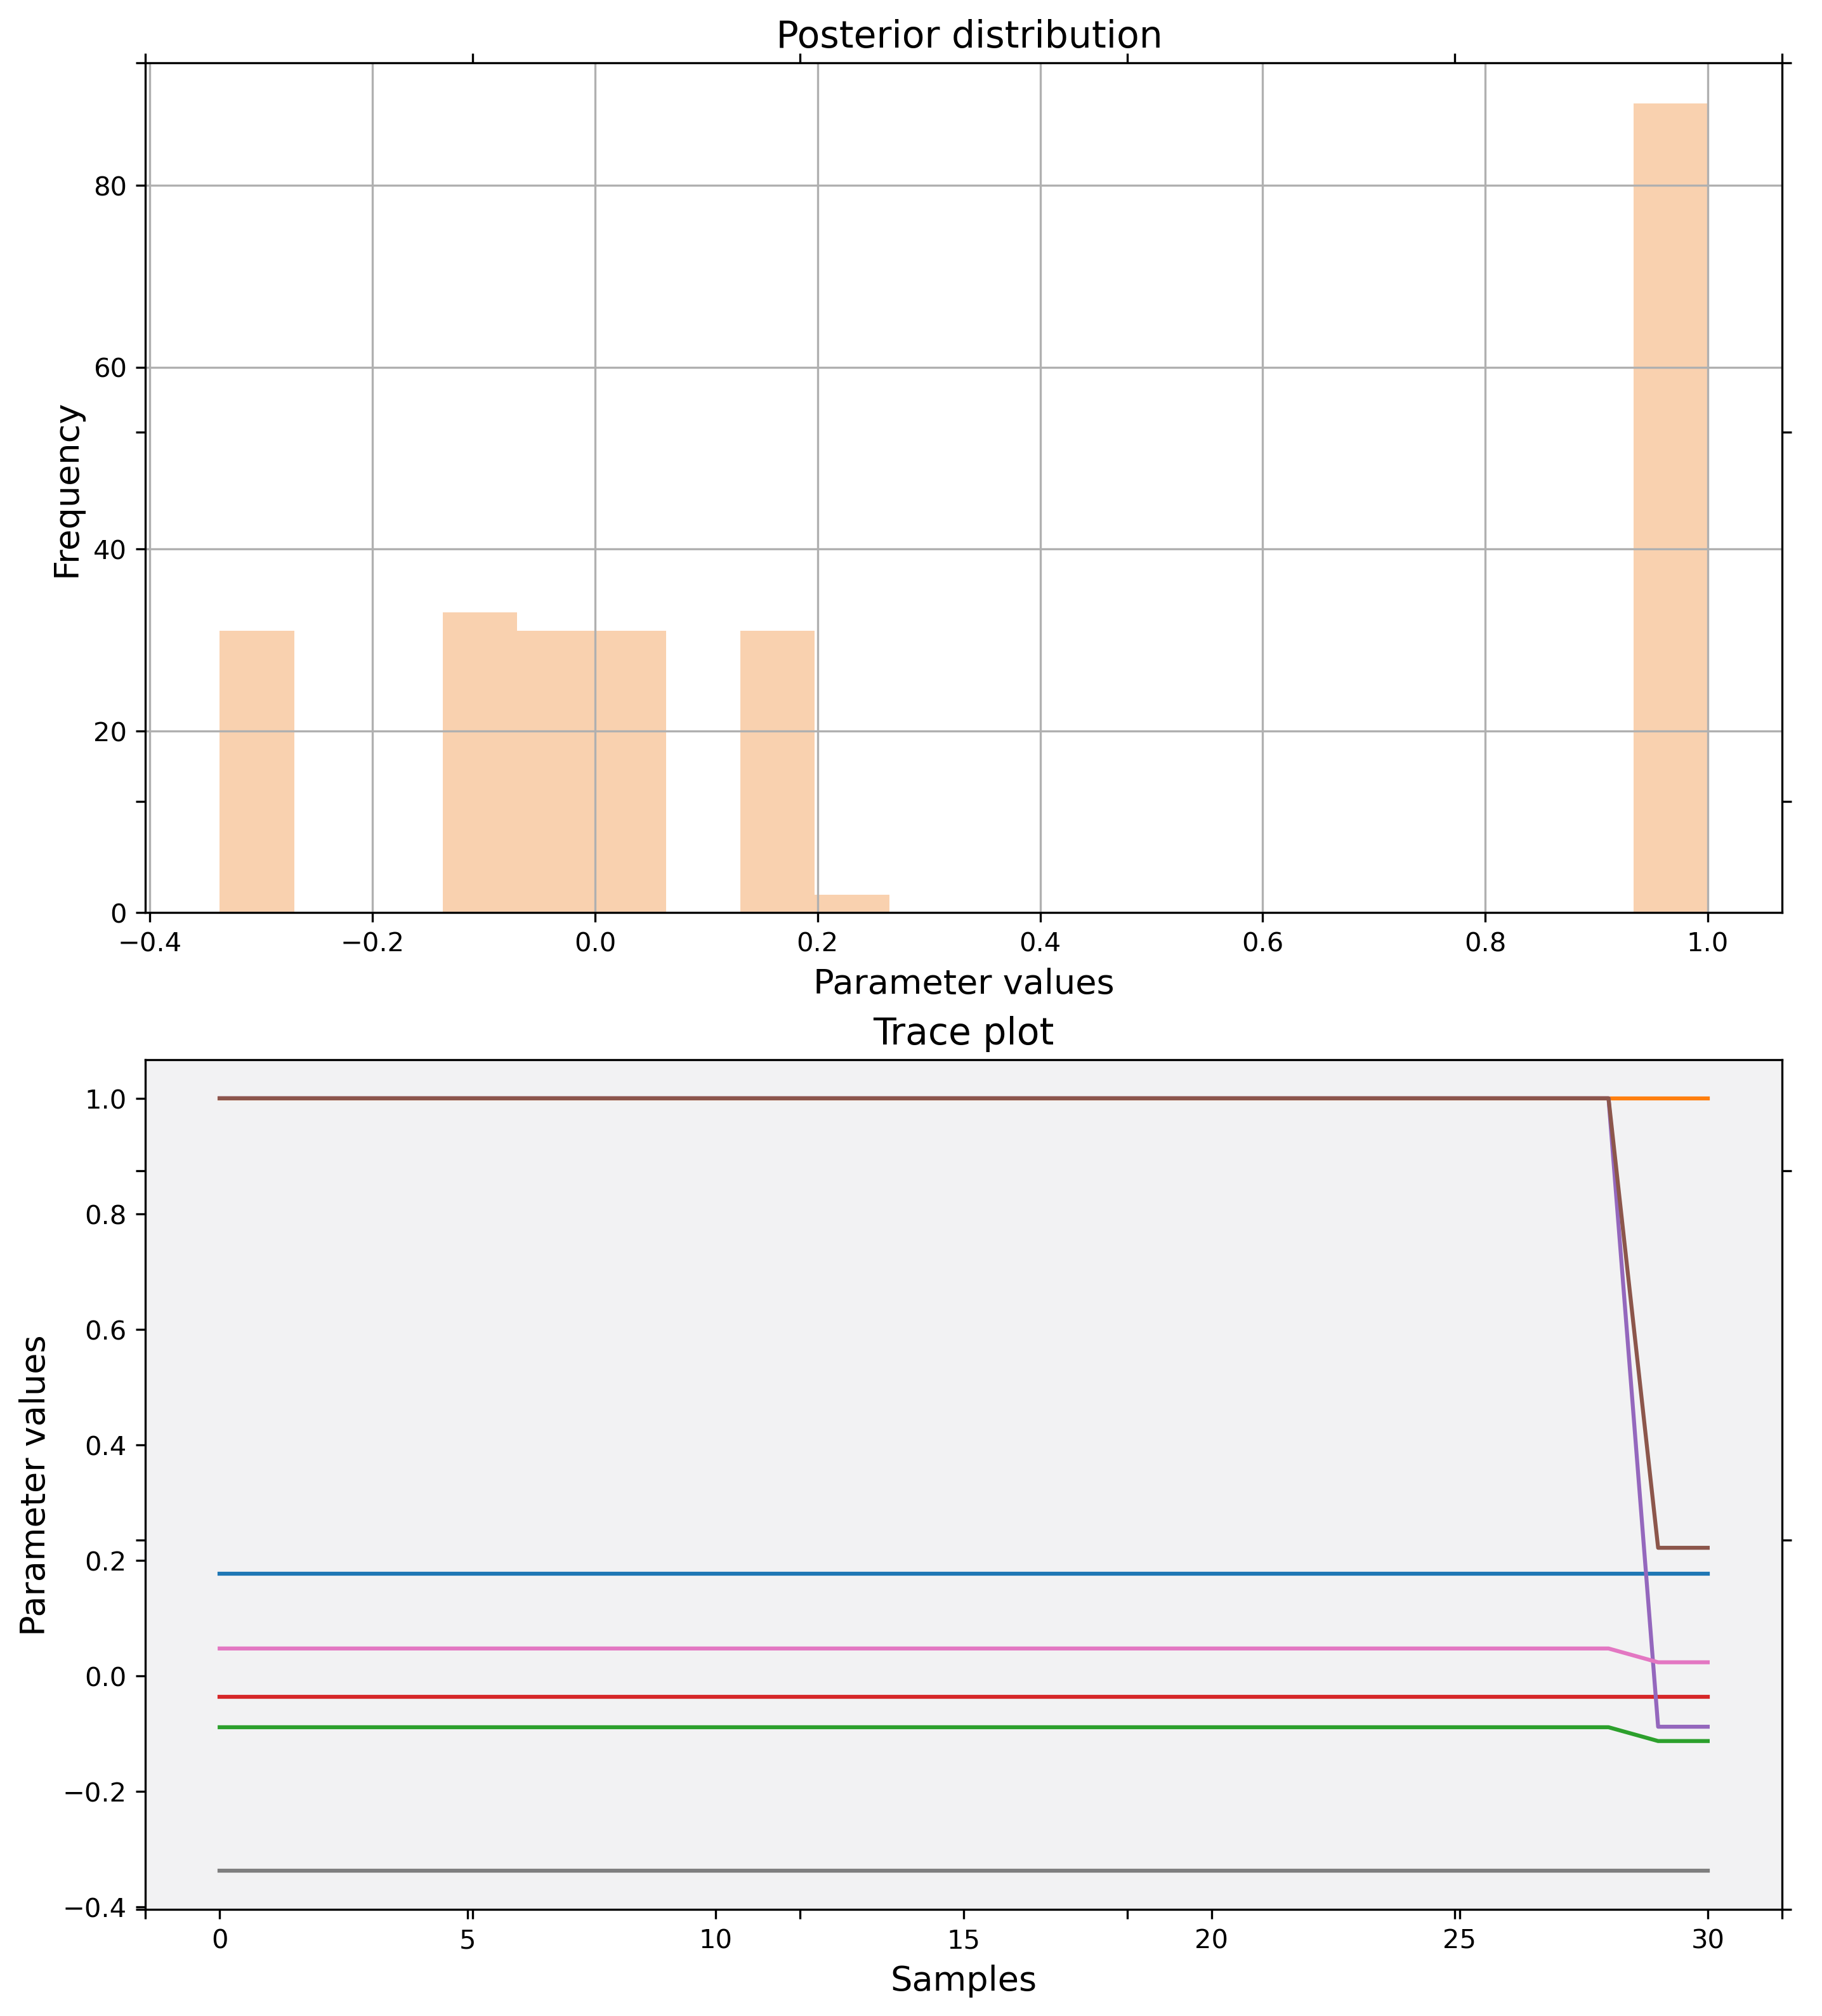 Posterior distribution
Frequency
80
60
40
20
0
−0.4 −0.2 0.0 0.2 0.4 0.6 0.8 1.0
Parameter values
Trace plot
Parameter values
1.0
0.8
0.6
0.4
0.2
0.0
−0.2
−0.4
0 5 10 15 20 25 30
Samples